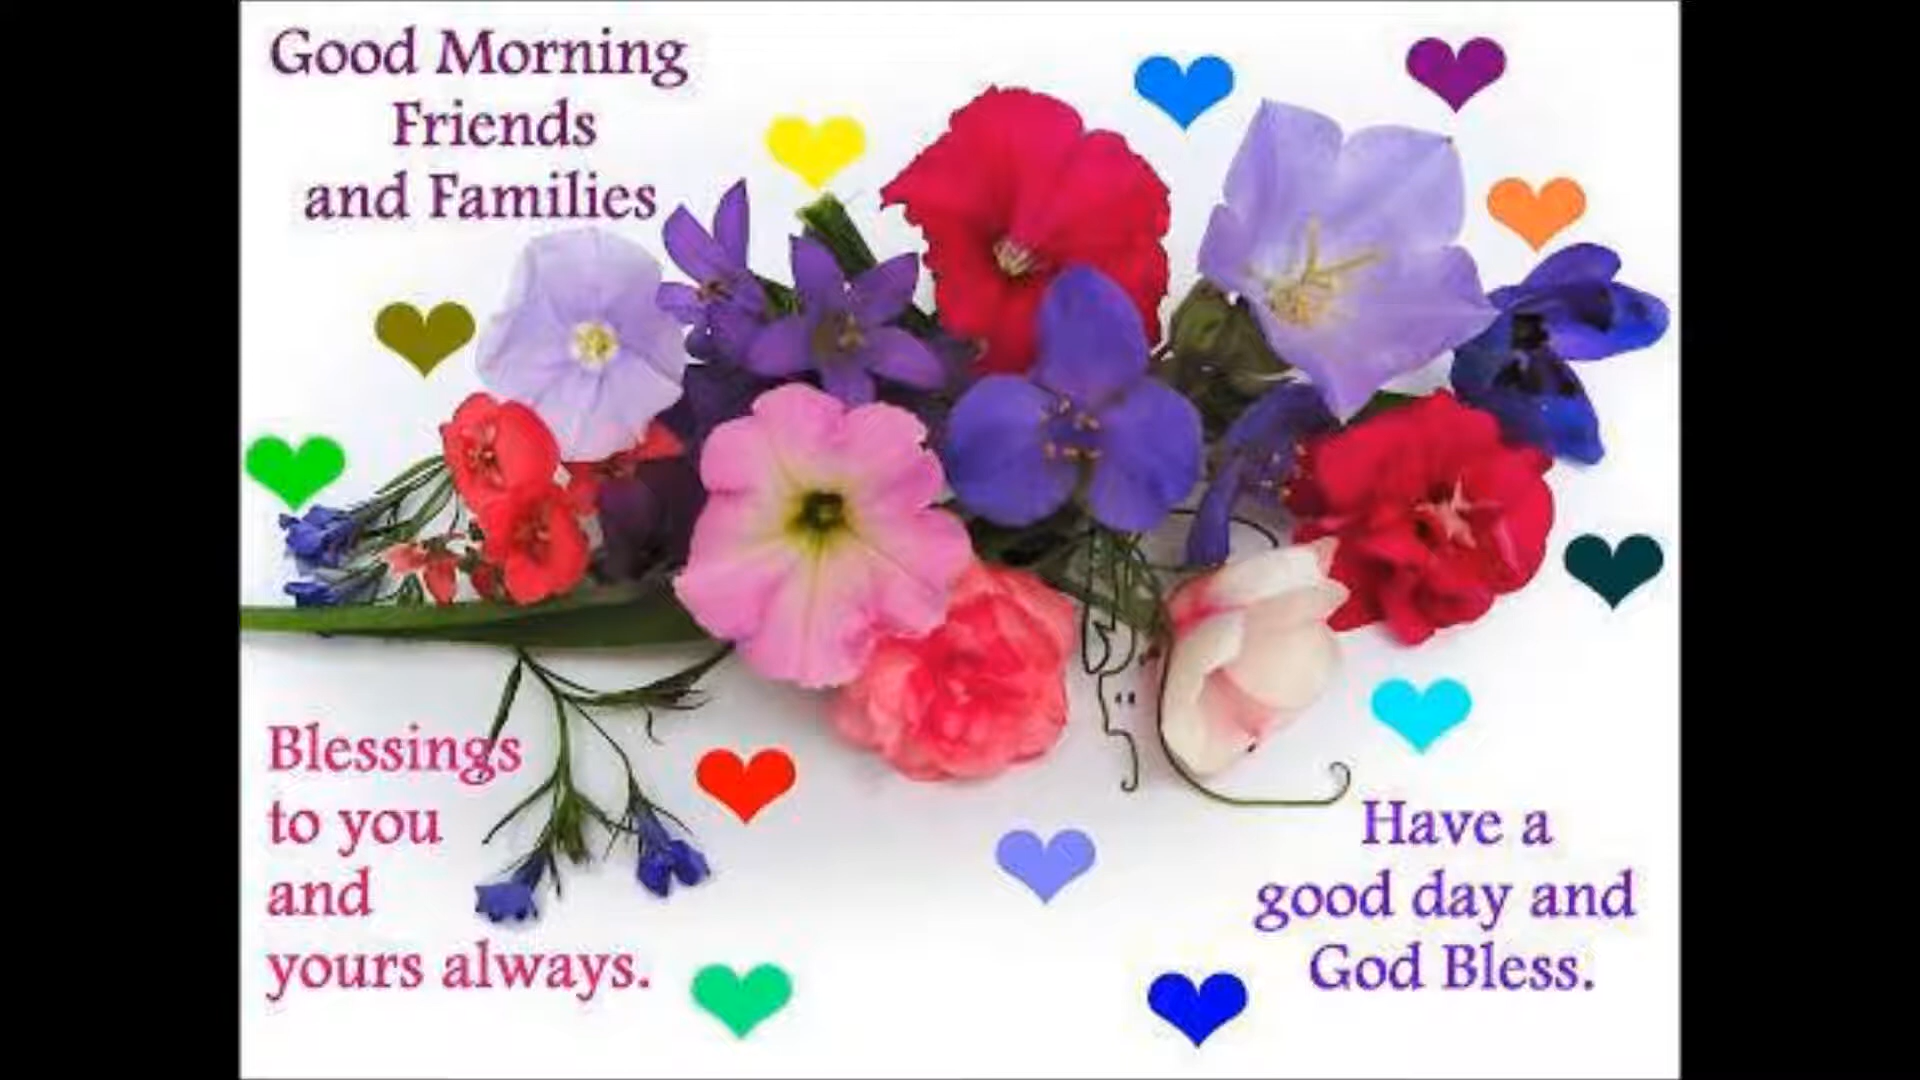 Good Morning
Friends
and Families
Blessings
to you
and
yours always.
Have a
good day and
God Bless.